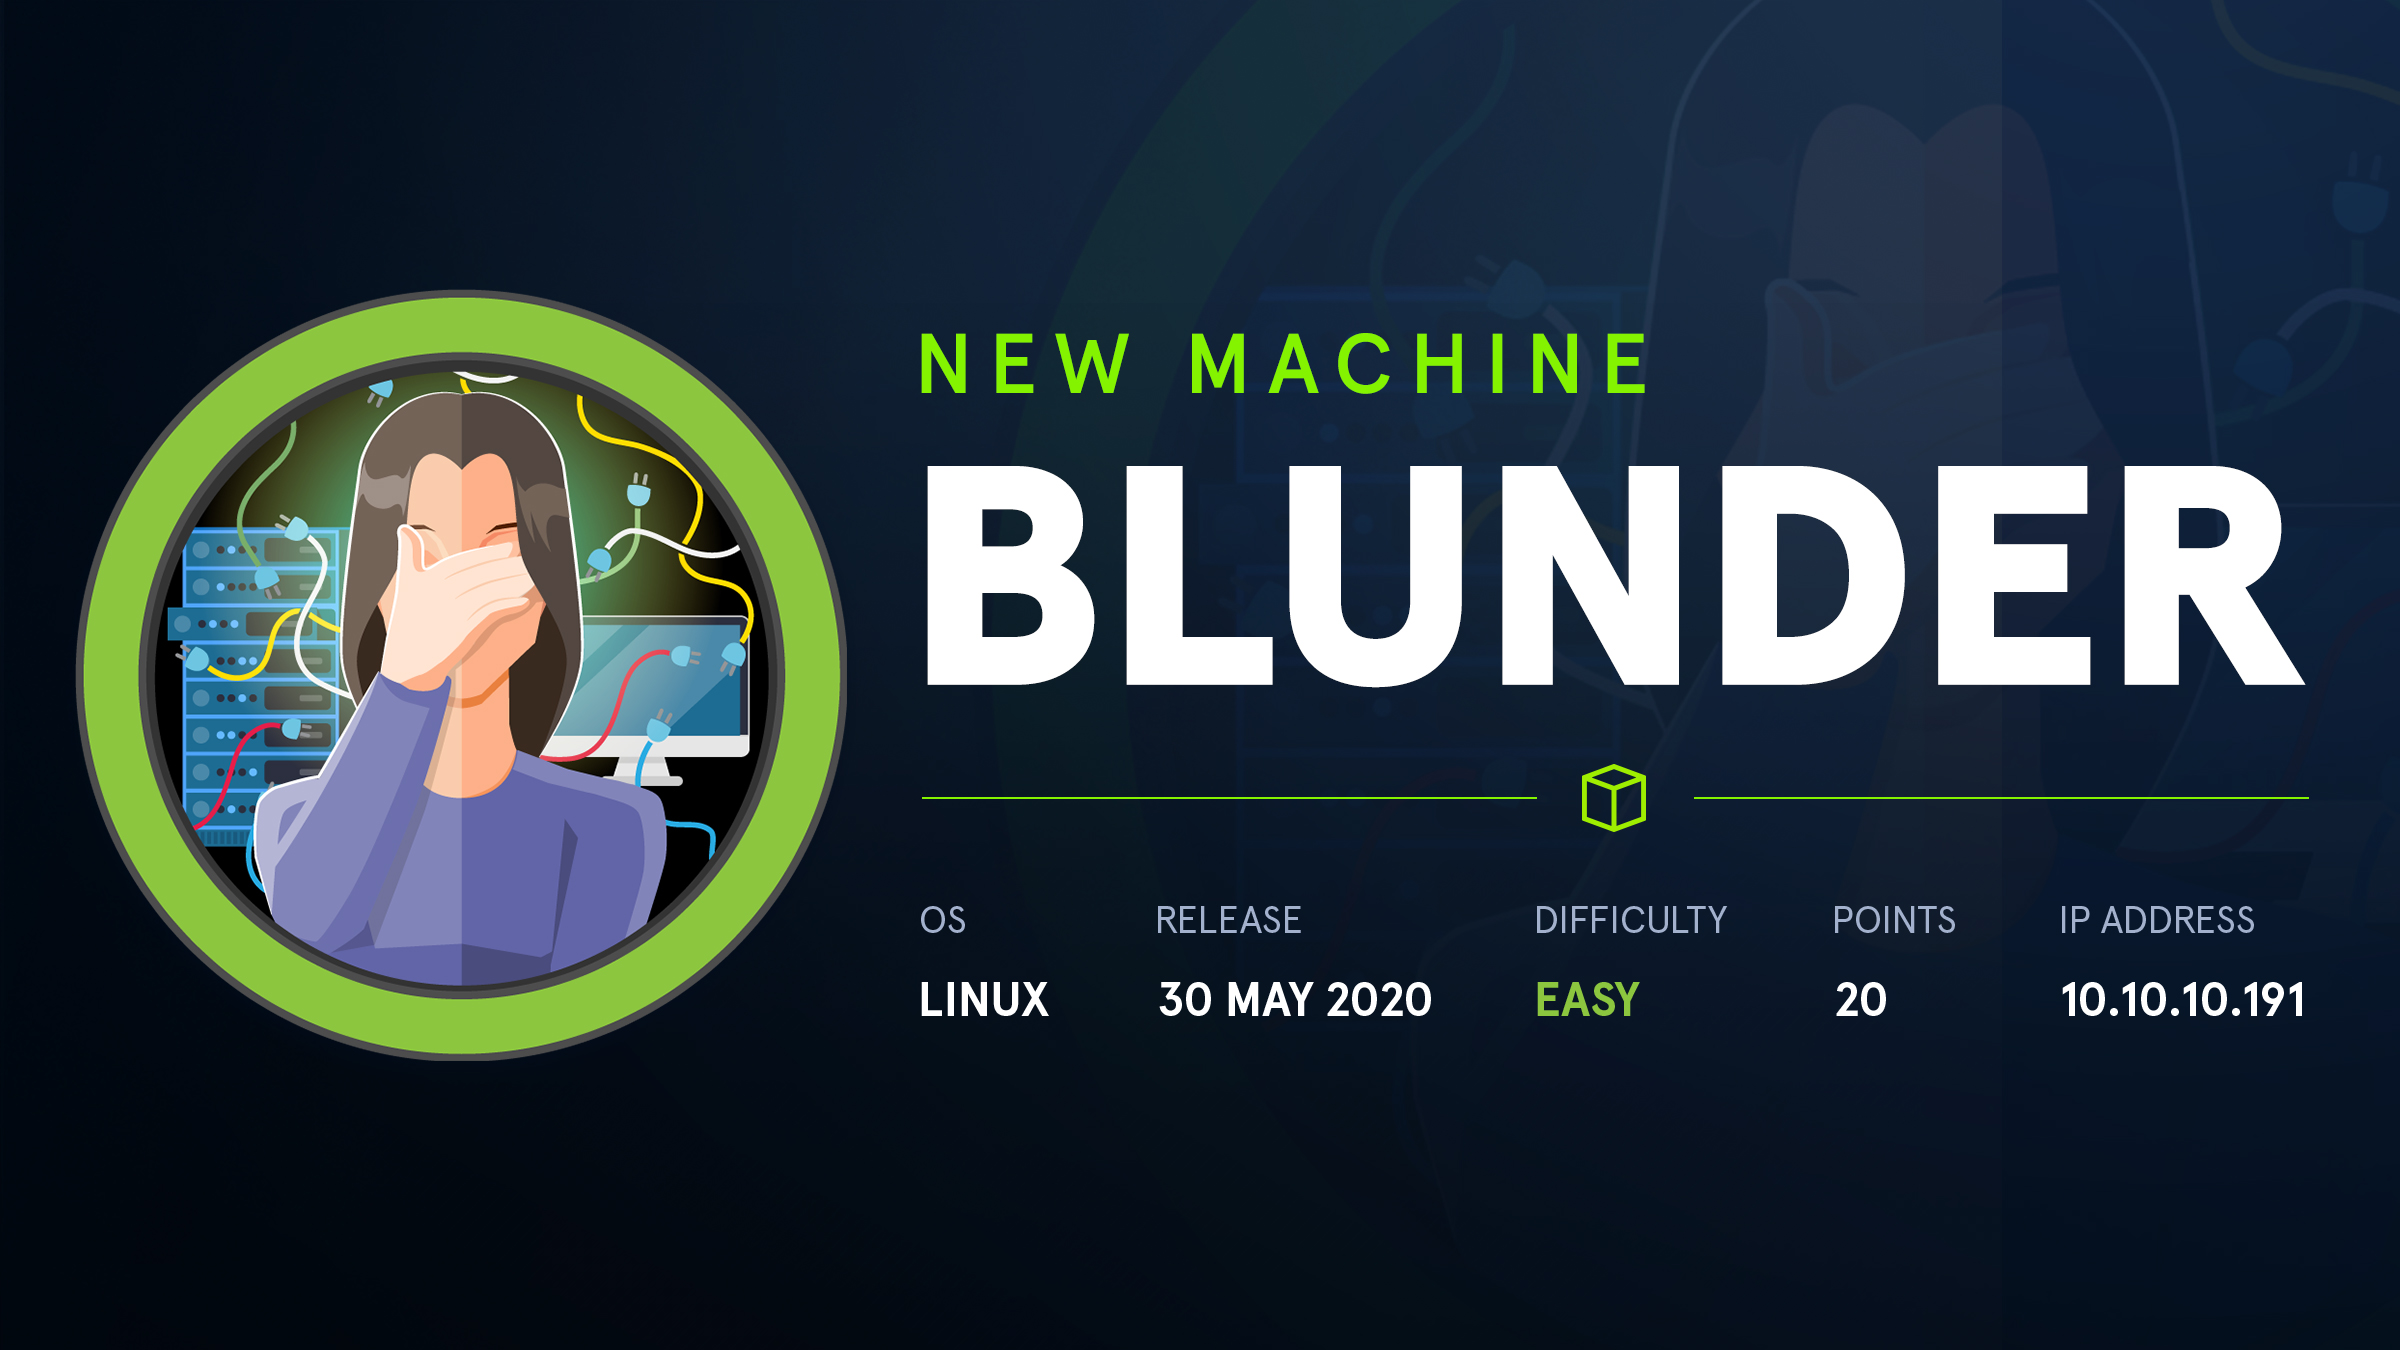 NEW MACHINE
BLUNDER
OS RELEASE DIFFICULTY POINTS IP ADDRESS
LINUX 30 MAY 2020 EASY 20 10.10.10.191